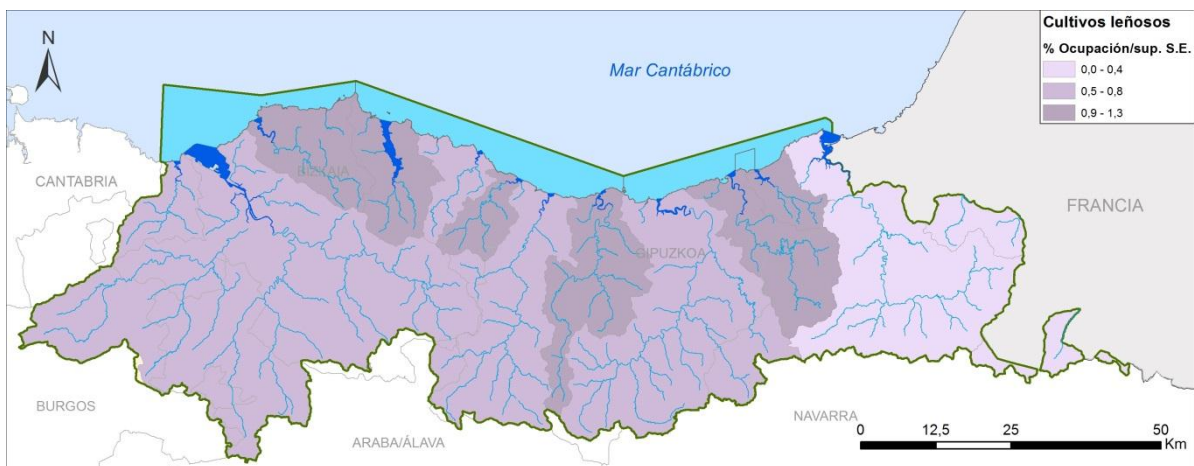 Cultivos leñosos
% Ocupación/sup. S.E.
0,0 - 0,4
0,5 - 0,8
0,9 - 1,3
N
Mar Cantábrico
CANTABRIA
BIZKAIA
FRANCIA
GIPUZKOA
BURGOS
ARABA/ÁLAVA
NAVARRA
0 12,5 25 50
Km